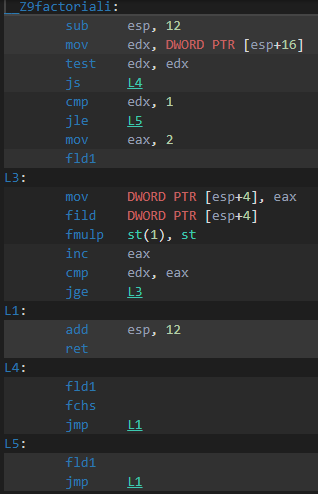 __Z9factoriali:
sub esp, 12
mov edx, DWORD PTR [esp+16]
test edx, edx
js L4
cmp edx, 1
jle L5
mov eax, 2
fld1
L3:
mov DWORD PTR [esp+4], eax
fild DWORD PTR [esp+4]
fmulp st(1), st
inc eax
cmp edx, eax
jge L3
L1:
add esp, 12
ret
L4:
fld1
fchs
jmp L1
L5:
fld1
jmp L1